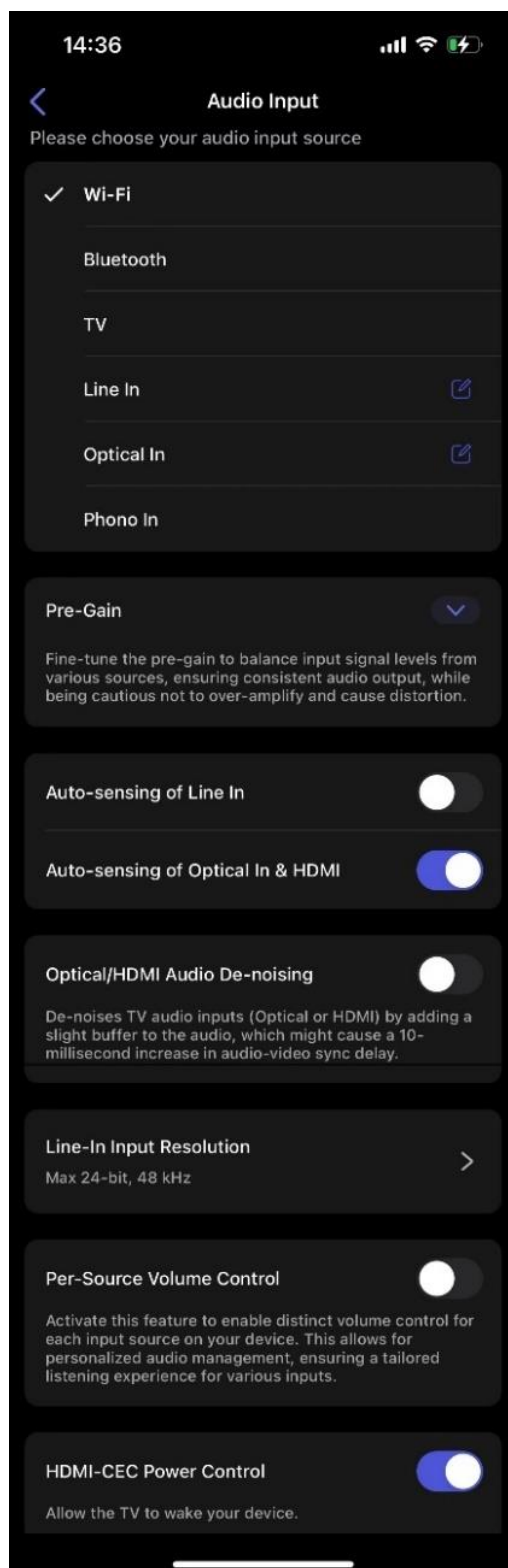 14:36
Audio Input
Please choose your audio input source
Wi-Fi
Bluetooth
TV
Line In
Optical In
Phono In
Pre-Gain
Fine-tune the pre-gain to balance input signal levels from
various sources, ensuring consistent audio output, while
being cautious not to over-amplify and cause distortion.
Auto-sensing of Line In
Auto-sensing of Optical In & HDMI
Optical/HDMI Audio De-noising
De-noises TV audio inputs (Optical or HDMI) by adding a
slight buffer to the audio, which might cause a 10-
millisecond increase in audio-video sync delay.
Line-In Input Resolution
Max 24-bit, 48 kHz
Per-Source Volume Control
Activate this feature to enable distinct volume control for
each input source on your device. This allows for
personalized audio management, ensuring a tailored
listening experience for various inputs.
HDMI-CEC Power Control
Allow the TV to wake your device.